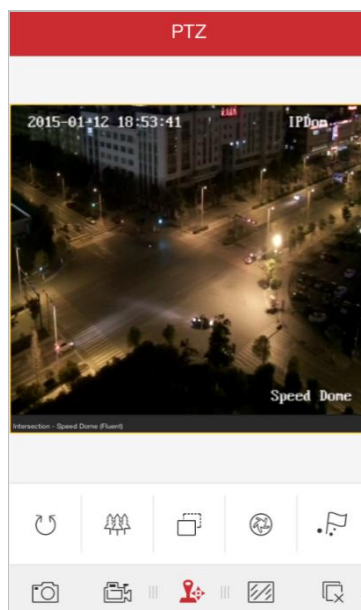 PTZ
2015-01-12 18:53:41 IPDom
Speed Dome
Intersection - Speed Dome (Fluent)